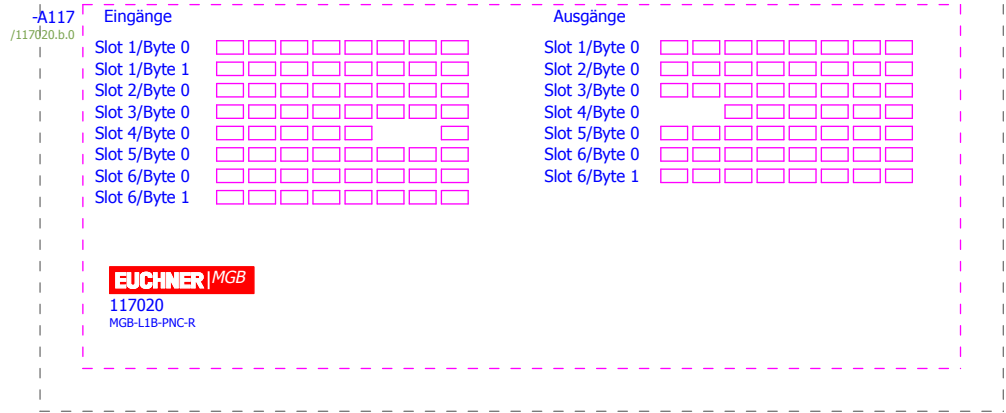 -A117
/117020.b.0
Eingänge
Slot 1/Byte 0
Slot 1/Byte 1
Slot 2/Byte 0
Slot 3/Byte 0
Slot 4/Byte 0
Slot 5/Byte 0
Slot 6/Byte 0
Slot 6/Byte 1
Ausgänge
Slot 1/Byte 0
Slot 2/Byte 0
Slot 3/Byte 0
Slot 4/Byte 0
Slot 5/Byte 0
Slot 6/Byte 0
Slot 6/Byte 1
EUCHNER|MGB
117020
MGB-L1B-PNC-R